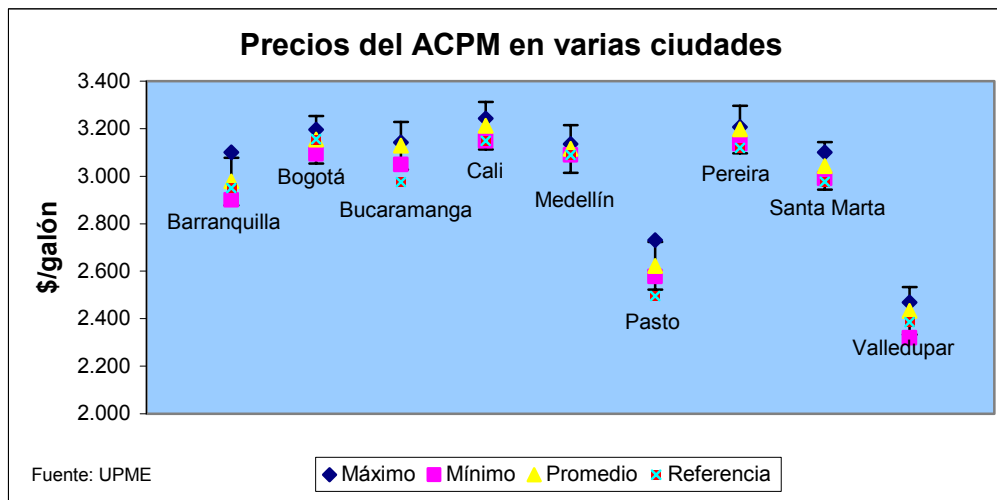 Precios del ACPM en varias ciudades
$/galón
3.400
3.200
3.000
2.800
2.600
2.400
2.200
2.000
Barranquilla
Bogotá
Bucaramanga
Cali
Medellín
Pasto
Pereira
Santa Marta
Valledupar
Fuente: UPME
Máximo Mínimo Promedio Referencia